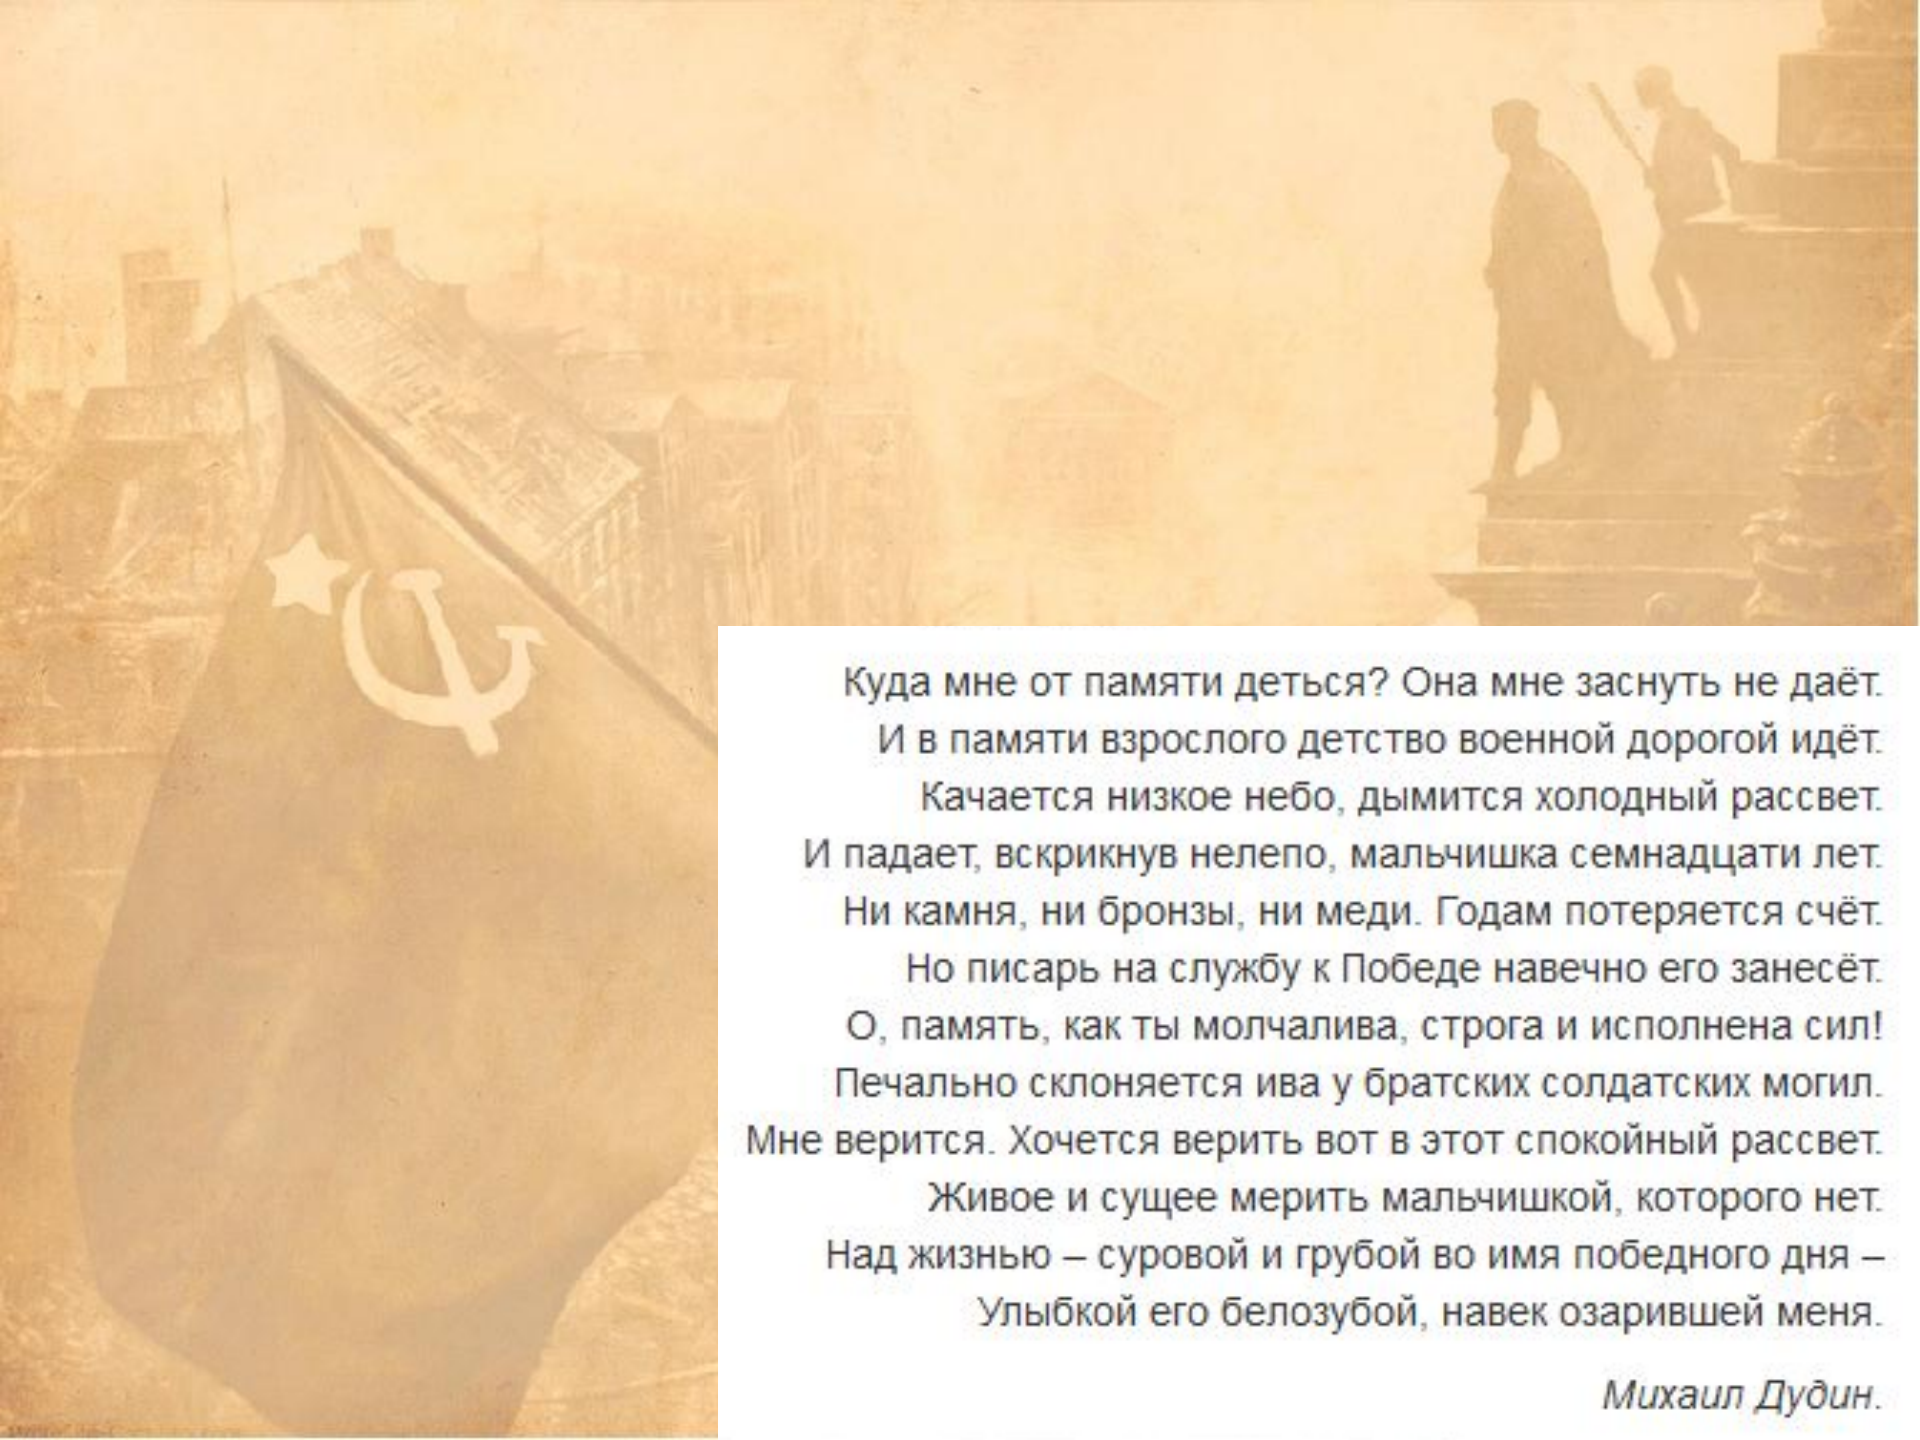 Куда мне от памяти деться? Она мне заснуть не даёт.
И в памяти взрослого детство военной дорогой идёт.
Качается низкое небо, дымится холодный рассвет.
И падает, вскрикнув нелепо, мальчишка семнадцати лет.
Ни камня, ни бронзы, ни меди. Годам потеряется счёт.
Но писарь на службу к Победе навечно его занесёт.
О, память, как ты молчалива, строга и исполнена сил!
Печально склоняется ива у братских солдатских могил.
Мне верится. Хочется верить вот в этот спокойный рассвет.
Живое и сущее мерить мальчишкой, которого нет.
Над жизнью – суровой и грубой во имя победного дня –
Улыбкой его белозубой, навек озарившей меня.
Михаил Дудин.